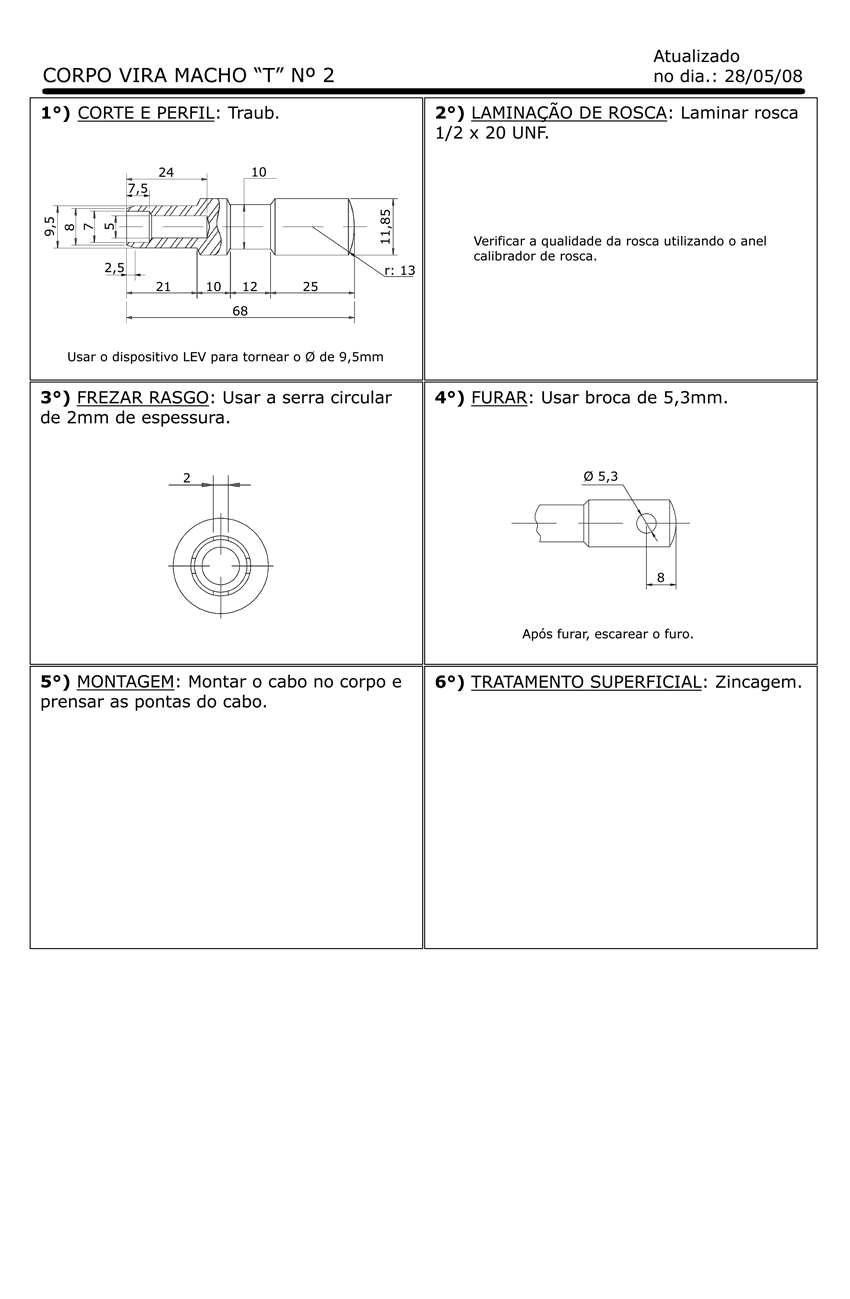 CORPO VIRA MACHO “T” Nº 2
Atualizado
no dia.: 28/05/08
1°) CORTE E PERFIL: Traub.
24
10
7,5
9,5
8
7
5
11,85
2,5
r: 13
21
10
12
25
68
Usar o dispositivo LEV para tornear o Ø de 9,5mm
2°) LAMINAÇÃO DE ROSCA: Laminar rosca
1/2 x 20 UNF.
Verificar a qualidade da rosca utilizando o anel
calibrador de rosca.
3°) FREZAR RASGO: Usar a serra circular
de 2mm de espessura.
2
4°) FURAR: Usar broca de 5,3mm.
Ø 5,3
8
Após furar, escarear o furo.
5°) MONTAGEM: Montar o cabo no corpo e
prensar as pontas do cabo.
6°) TRATAMENTO SUPERFICIAL: Zincagem.